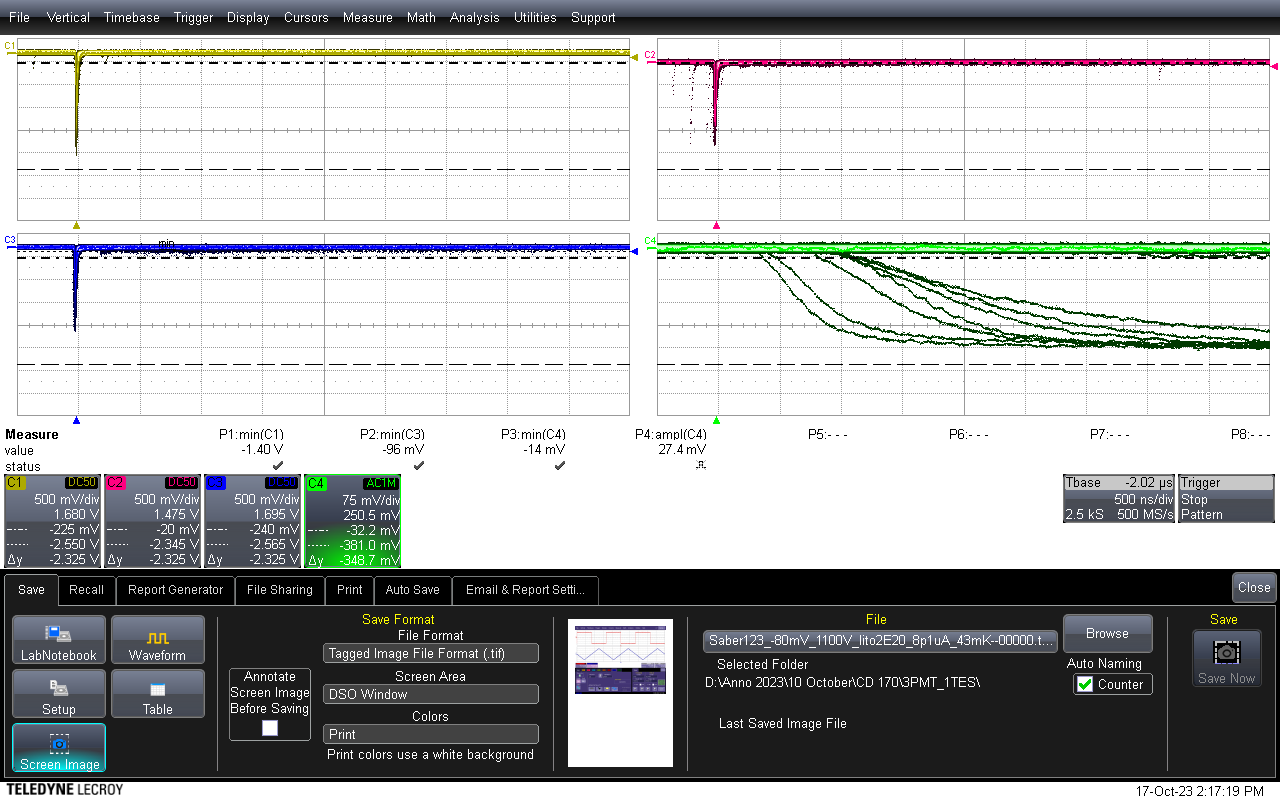 File Vertical Timebase Trigger Display Cursors Measure Math Analysis Utilities Support
C1
C2
C3
min
C4
Measure P1:min(C1) P2:min(C3) P3:min(C4) P4:ampl(C4) P5:- - - P6:- - - P7:- - - P8:- - -
value -1.40 V -96 mV -14 mV 27.4 mV
status
C1 DC50 C2 DC50 C3 DC50 C4 AC1M Tbase -2.02 µs Trigger
500 mV/div 500 mV/div 500 mV/div 75 mV/div 500 ns/div Stop
1.680 V 1.475 V 1.695 V 250.5 mV 2.5 kS 500 MS/s Pattern
-225 mV -20 mV -240 mV -32.2 mV
-2.550 V -2.345 V -2.565 V -381.0 mV
Δy -2.325 V Δy -2.325 V Δy -2.325 V Δy -348.7 mV
Save Recall Report Generator File Sharing Print Auto Save Email & Report Setti... Close
LabNotebook
Waveform
Setup
Table
Screen Image
Annotate
Screen Image
Before Saving
Save Format
File Format
Tagged Image File Format (.tif)
Screen Area
DSO Window
Colors
Print
Print colors use a white background
File
Saber123_-80mV_1100V_lito2E20_8p1uA_43mK--00000.t...
Browse
Selected Folder
D:\Anno 2023\10 October\CD 170\3PMT_1TES\
Auto Naming
Counter
Last Saved Image File
Save
Save Now
TELEDYNE LECROY
17-Oct-23 2:17:19 PM